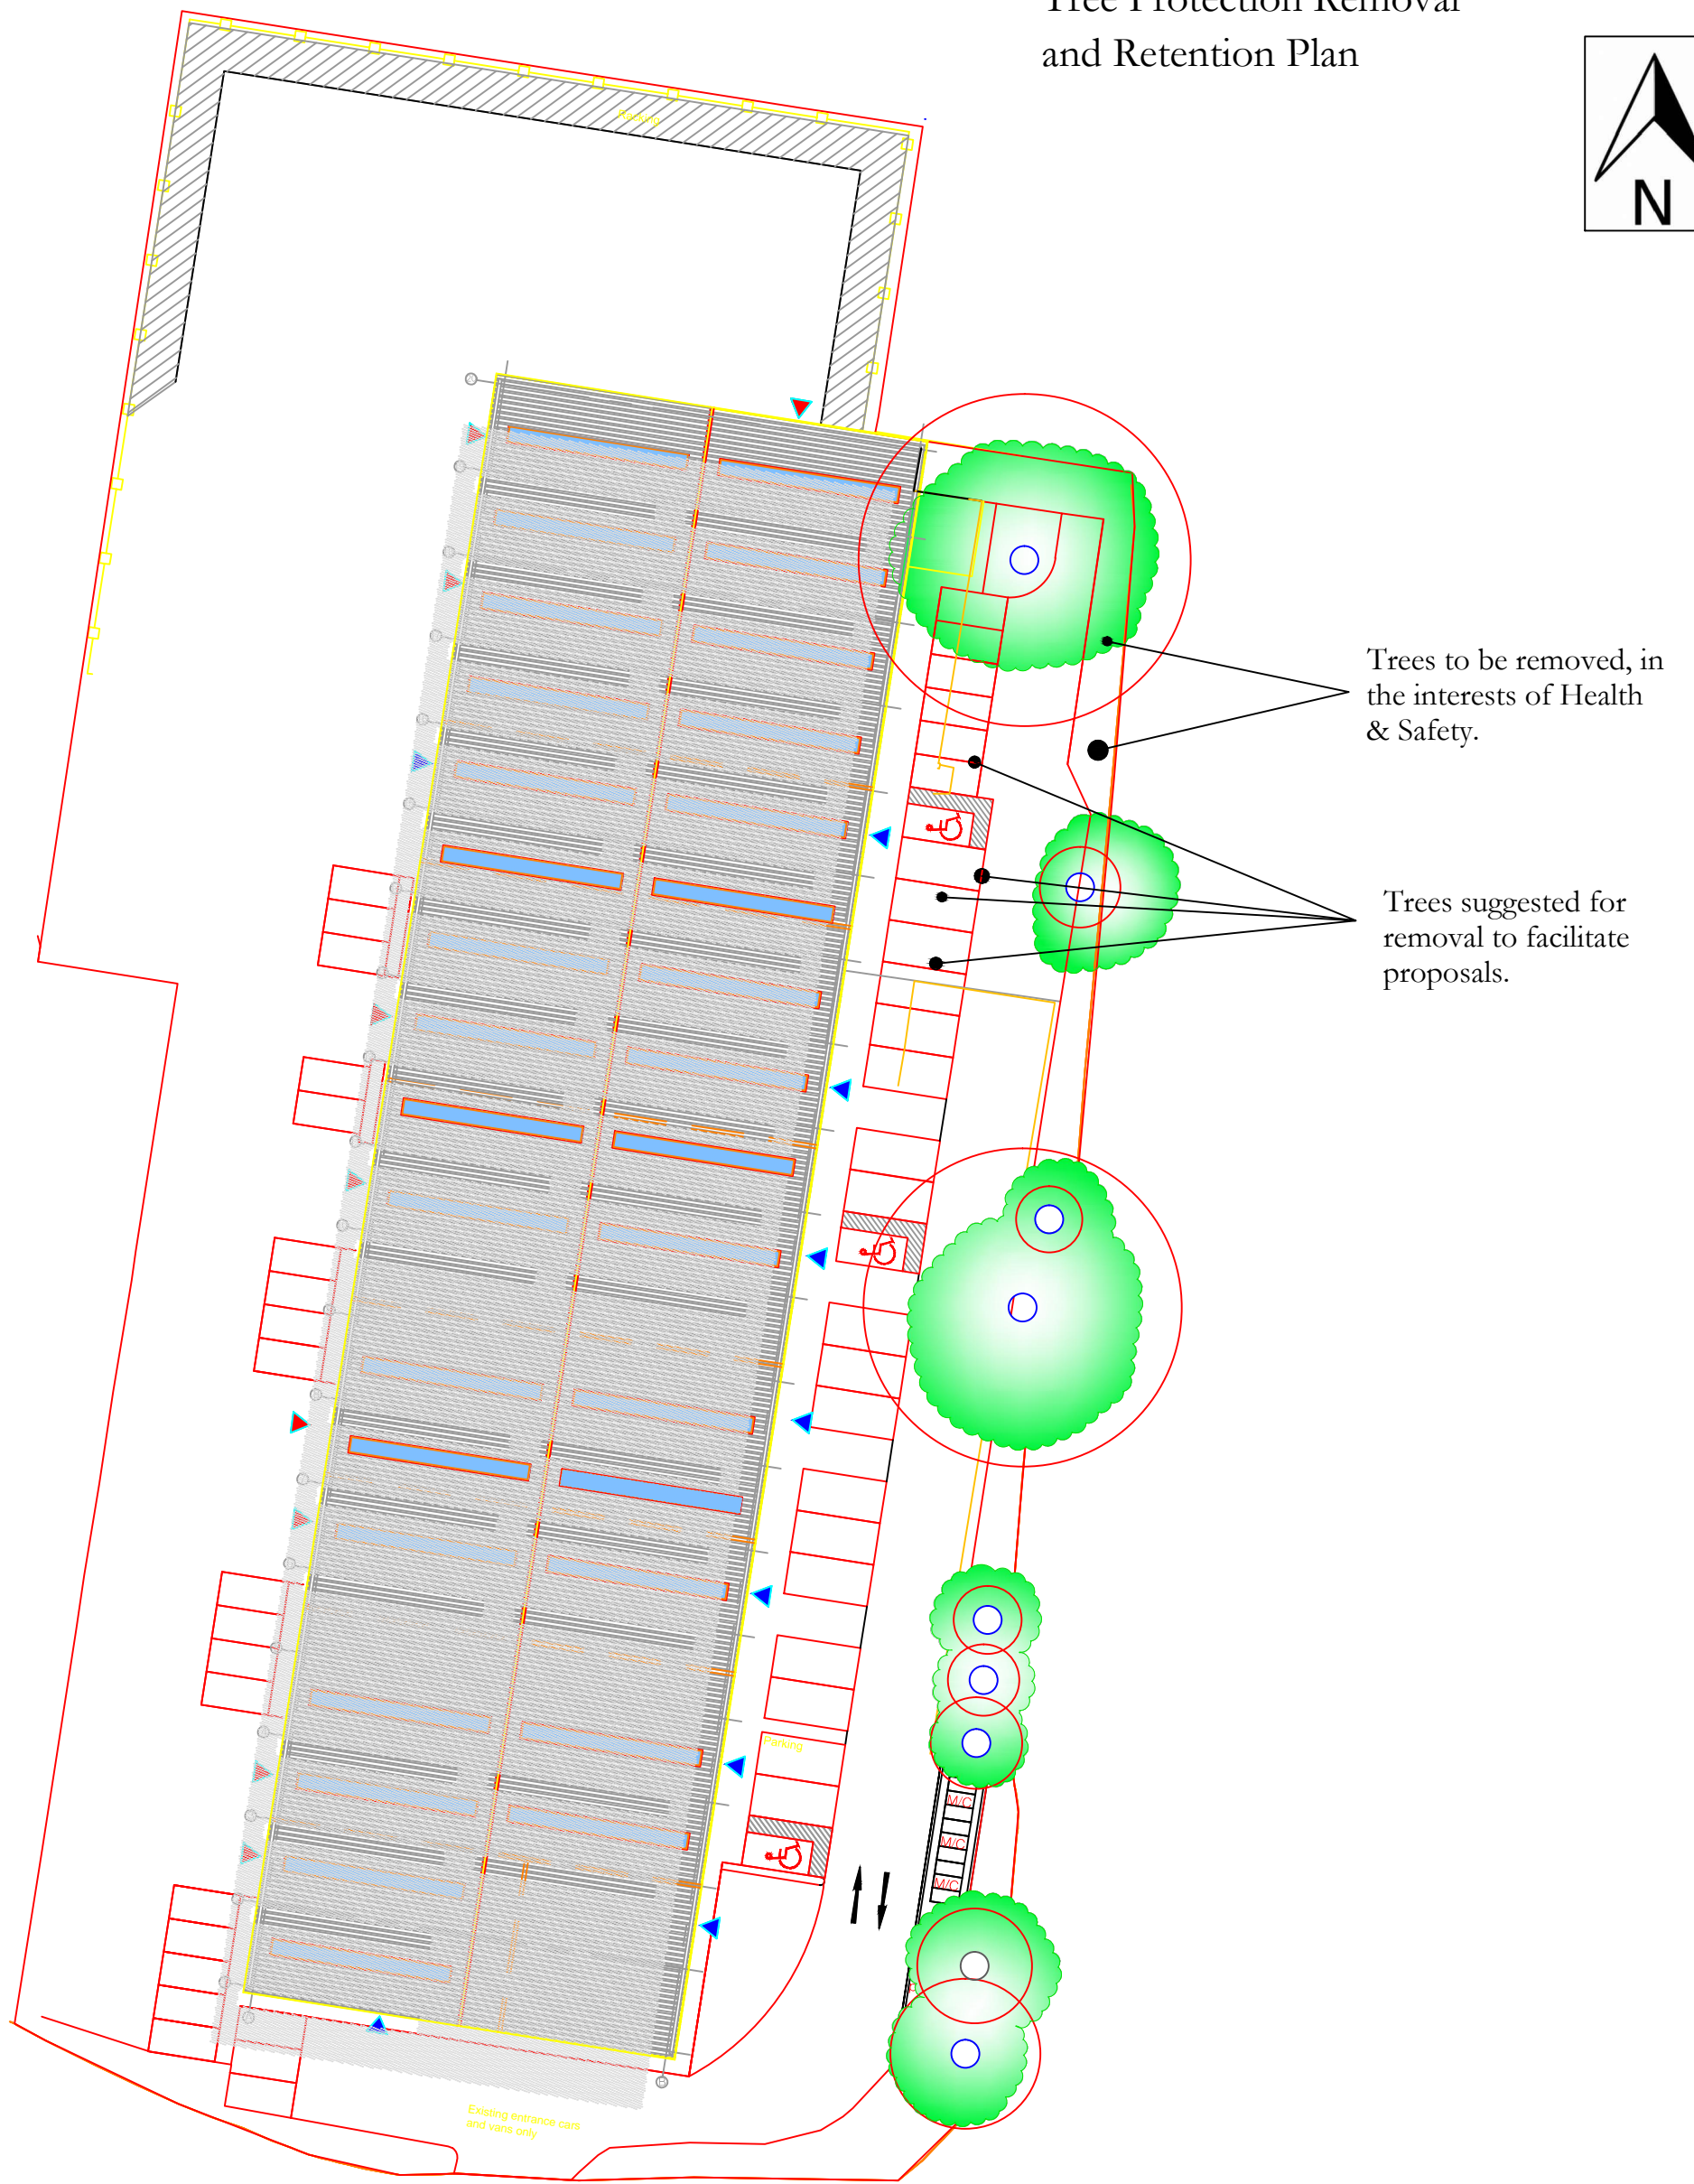 Tree Protection Removal
and Retention Plan
N
Racking
Trees to be removed, in
the interests of Health
& Safety.
Trees suggested for
removal to facilitate
proposals.
Parking
M/C
M/C
M/C
Existing entrance cars
and vans only